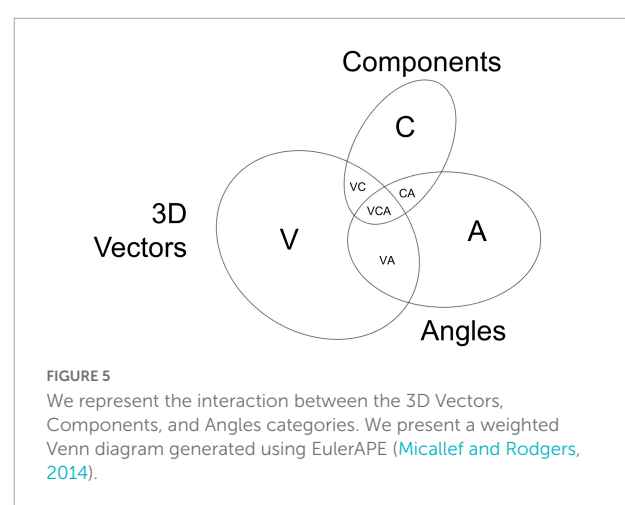 Components
C
VC
CA
VCA
3D
Vectors
V
A
VA
Angles
FIGURE 5
We represent the interaction between the 3D Vectors,
Components, and Angles categories. We present a weighted
Venn diagram generated using EulerAPE (Micallef and Rodgers,
2014).